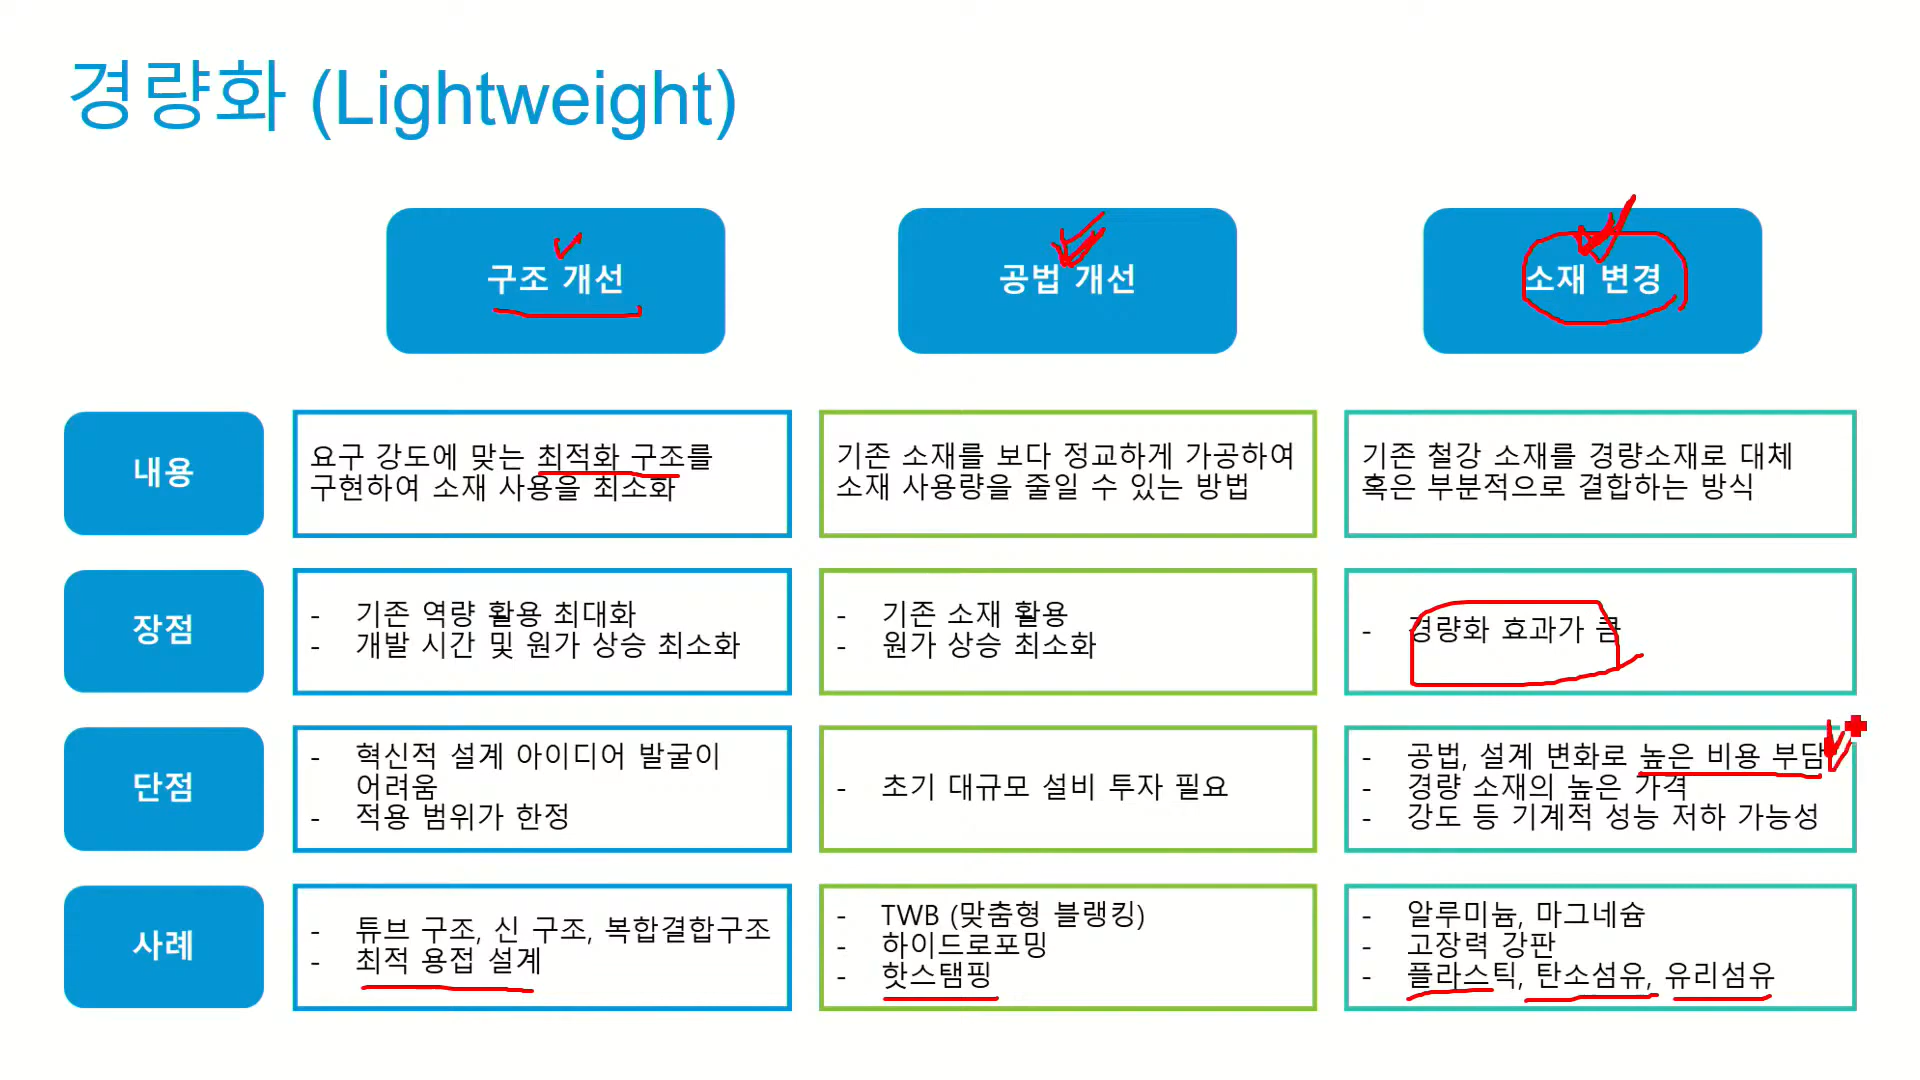 경량화 (Lightweight)
구조 개선
공법 개선
소재 변경
내용
요구 강도에 맞는 최적화 구조를
구현하여 소재 사용을 최소화
기존 소재를 보다 정교하게 가공하여
소재 사용량을 줄일 수 있는 방법
기존 철강 소재를 경량소재로 대체
혹은 부분적으로 결합하는 방식
장점
- 기존 역량 활용 최대화
- 개발 시간 및 원가 상승 최소화
- 기존 소재 활용
- 원가 상승 최소화
- 경량화 효과가 큼
단점
- 혁신적 설계 아이디어 발굴이
어려움
- 적용 범위가 한정
- 초기 대규모 설비 투자 필요
- 공법, 설계 변화로 높은 비용 부담
- 경량 소재의 높은 가격
- 강도 등 기계적 성능 저하 가능성
사례
- 튜브 구조, 신 구조, 복합결합구조
- 최적 용접 설계
- TWB (맞춤형 블랭킹)
- 하이드로포밍
- 핫스탬핑
- 알루미늄, 마그네슘
- 고장력 강판
- 플라스틱, 탄소섬유, 유리섬유